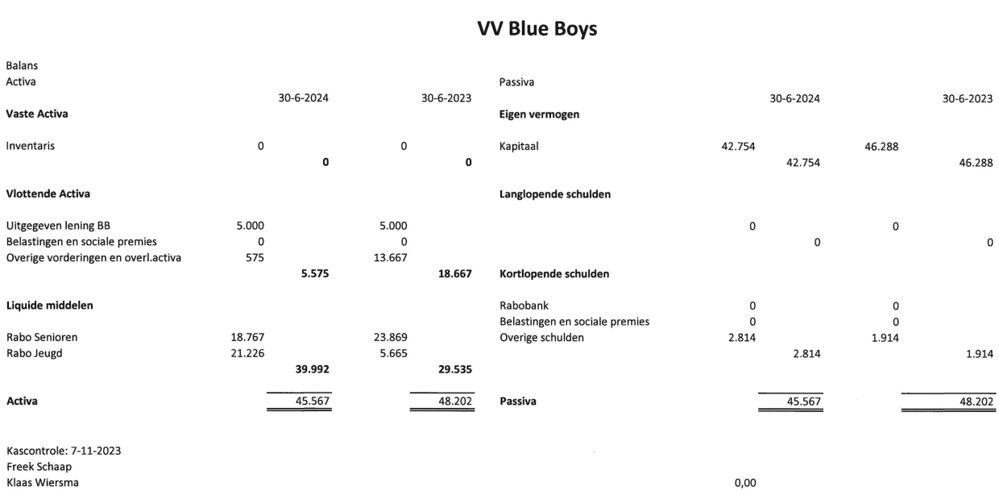 VV Blue Boys
Balans
Activa Passiva
30-6-2024 30-6-2023 30-6-2024 30-6-2023
Vaste Activa Eigen vermogen
Inventaris 0 0 Kapitaal 42.754 46.288
0 0 42.754 46.288
Vlottende Activa Langlopende schulden
Uitgegeven lening BB 5.000 5.000 0 0
Belastingen en sociale premies 0 0 0 0
Overige vorderingen en overl.activa 575 13.667
5.575 18.667 Kortlopende schulden
Liquide middelen Rabobank 0 0
Belastingen en sociale premies 0 0
Rabo Senioren 18.767 23.869 Overige schulden 2.814 1.914
Rabo Jeugd 21.226 5.665 2.814 1.914
39.992 29.535
Activa 45.567 48.202 Passiva 45.567 48.202
Kascontrole: 7-11-2023
Freek Schaap
Klaas Wiersma 0,00